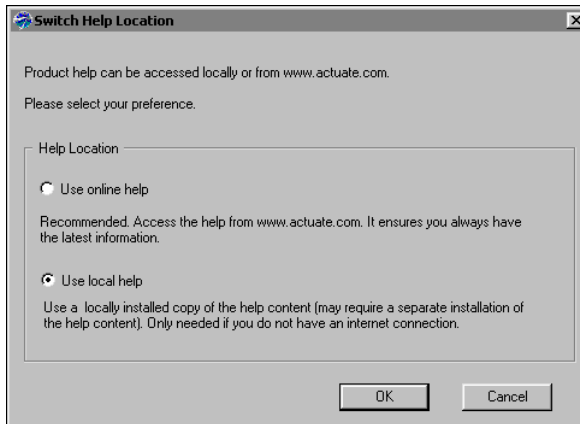 Switch Help Location
Product help can be accessed locally or from www.actuate.com.
Please select your preference.
Help Location
Use online help
Recommended. Access the help from www.actuate.com. It ensures you always have
the latest information.
Use local help
Use a locally installed copy of the help content (may require a separate installation of
the help content). Only needed if you do not have an internet connection.
OK
Cancel